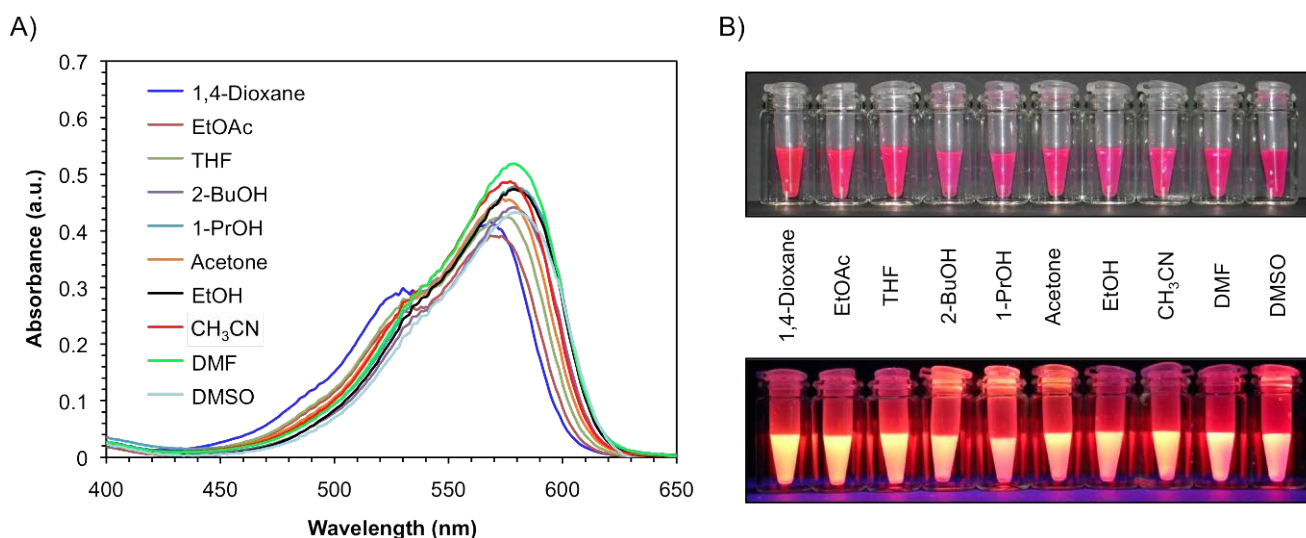 A)
B)
0.7
0.6
0.5
0.4
0.3
0.2
0.1
0
Absorbance (a.u.)
1,4-Dioxane
EtOAc
THF
2-BuOH
1-PrOH
Acetone
EtOH
CH₃CN
DMF
DMSO
400 450 500 550 600 650
Wavelength (nm)
1,4-Dioxane
EtOAc
THF
2-BuOH
1-PrOH
Acetone
EtOH
CH₃CN
DMF
DMSO